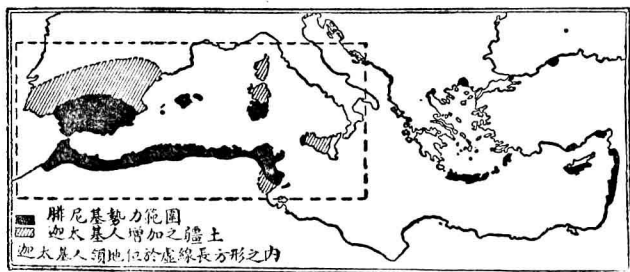 腓尼基勢力範圍
迦太基人增加之疆土
迦太基人領地位於虛線長方形之內